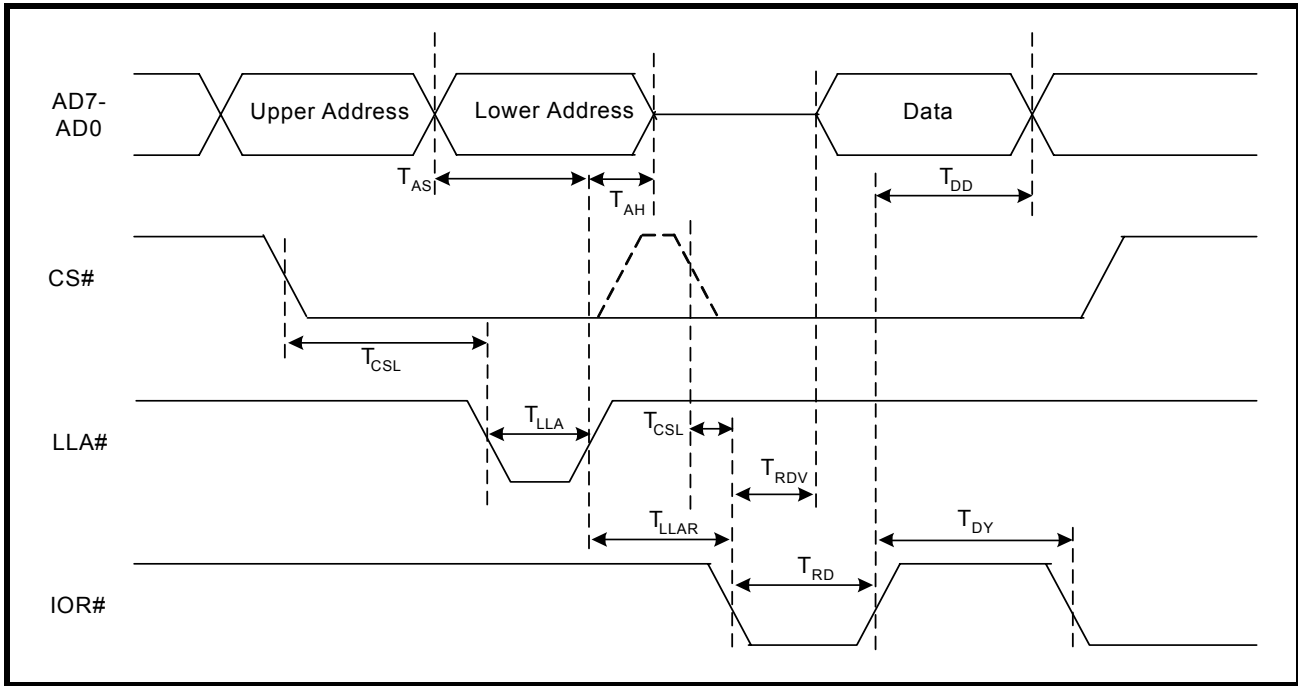 AD7-
AD0
Upper Address
Lower Address
Data
TAS
TAH
TDD
CS#
TCSL
LLA#
TLLA
TCSL
TRDV
TLLAR
TDY
TRD
IOR#